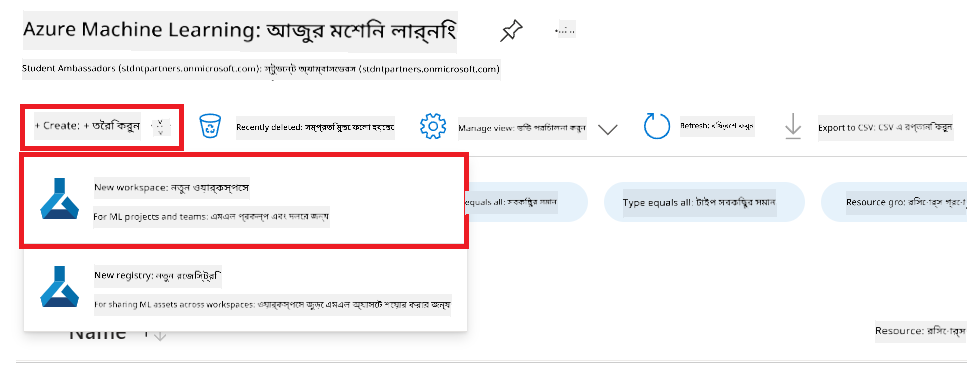 Azure Machine Learning: আজুর মেশিন লার্নিং
Student Ambassadors (stdntpartners.onmicrosoft.com): স্টুডেন্ট অ্যাম্বাসেডরস (stdntpartners.onmicrosoft.com)
+ Create: + তৈরি করুন
Recently deleted: সম্প্রতি মুছে ফেলা হয়েছে
Manage view: ভিউ পরিচালনা করুন
Refresh: রিফ্রেশ করুন
Export to CSV: CSV এ রপ্তানি করুন
New workspace: নতুন ওয়ার্কস্পেস
For ML projects and teams: এমএল প্রকল্প এবং দলের জন্য
equals all: সবকিছুর সমান
Type equals all: টাইপ সবকিছুর সমান
Resource gro: রিসোর্স
New registry: নতুন রেজিস্ট্রি
For sharing ML assets across workspaces: ওয়ার্কস্পেস জুড়ে এমএল অ্যাসেট শেয়ার করার জন্য
Name
Resource: রিসোর্স